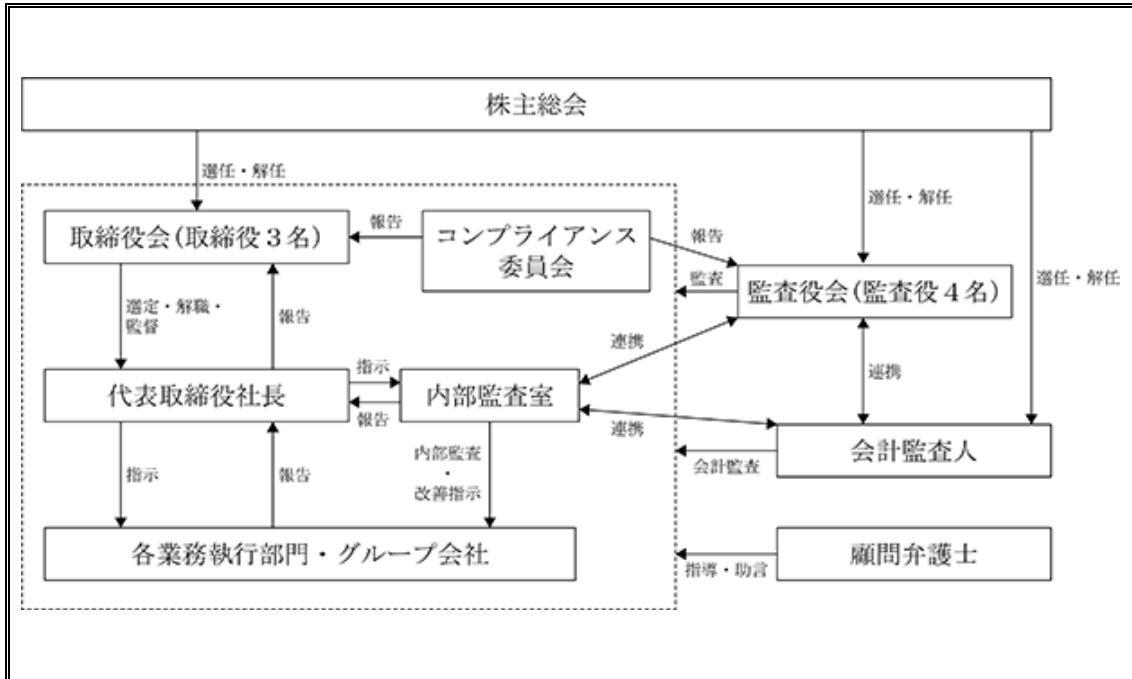 株主総会
選任・解任
選任・解任
選任・解任
取締役会(取締役3名)
報告
コンプライアンス
委員会
報告
監査
監査役会(監査役4名)
選定・解職・
監督
報告
連携
連携
代表取締役社長
指示
報告
内部監査室
連携
会計監査人
会計監査
指示
報告
内部監査
・
改善指示
各業務執行部門・グループ会社
指導・助言
顧問弁護士